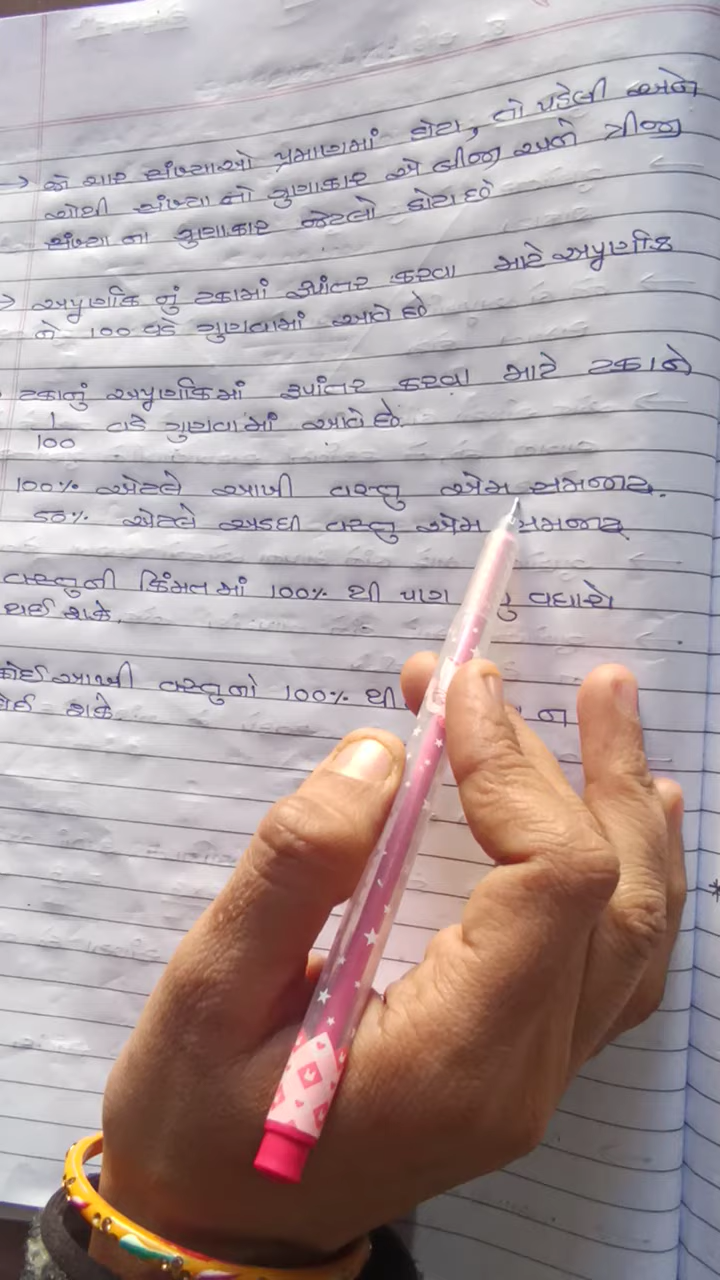 → જો ચાર સંખ્યાઓ પ્રમાણમાં હોય, તો પહેલી અને
ચોથી સંખ્યા નો ગુણાકાર એ બીજી અને ત્રીજી
સંખ્યા ના ગુણાકાર જેટલો હોય છે
→ અપૂર્ણાંક નું ટકામાં રૂપાંતર કરવા માટે અપૂર્ણાંક
ને 100 વડે ગુણવામાં આવે છે
ટકાનું અપૂર્ણાંકમાં રૂપાંતર કરવા માટે ટકાને
1/100 વડે ગુણવામાં આવે છે.
100% એટલે આખી વસ્તુ એમ સમજાય.
50% એટલે અડધી વસ્તુ એમ સમજાય
વસ્તુની કિંમત માં 100% થી પણ વધારો
થઈ શકે.
કોઈ આખી વસ્તુનો 100% થી ન
શકે